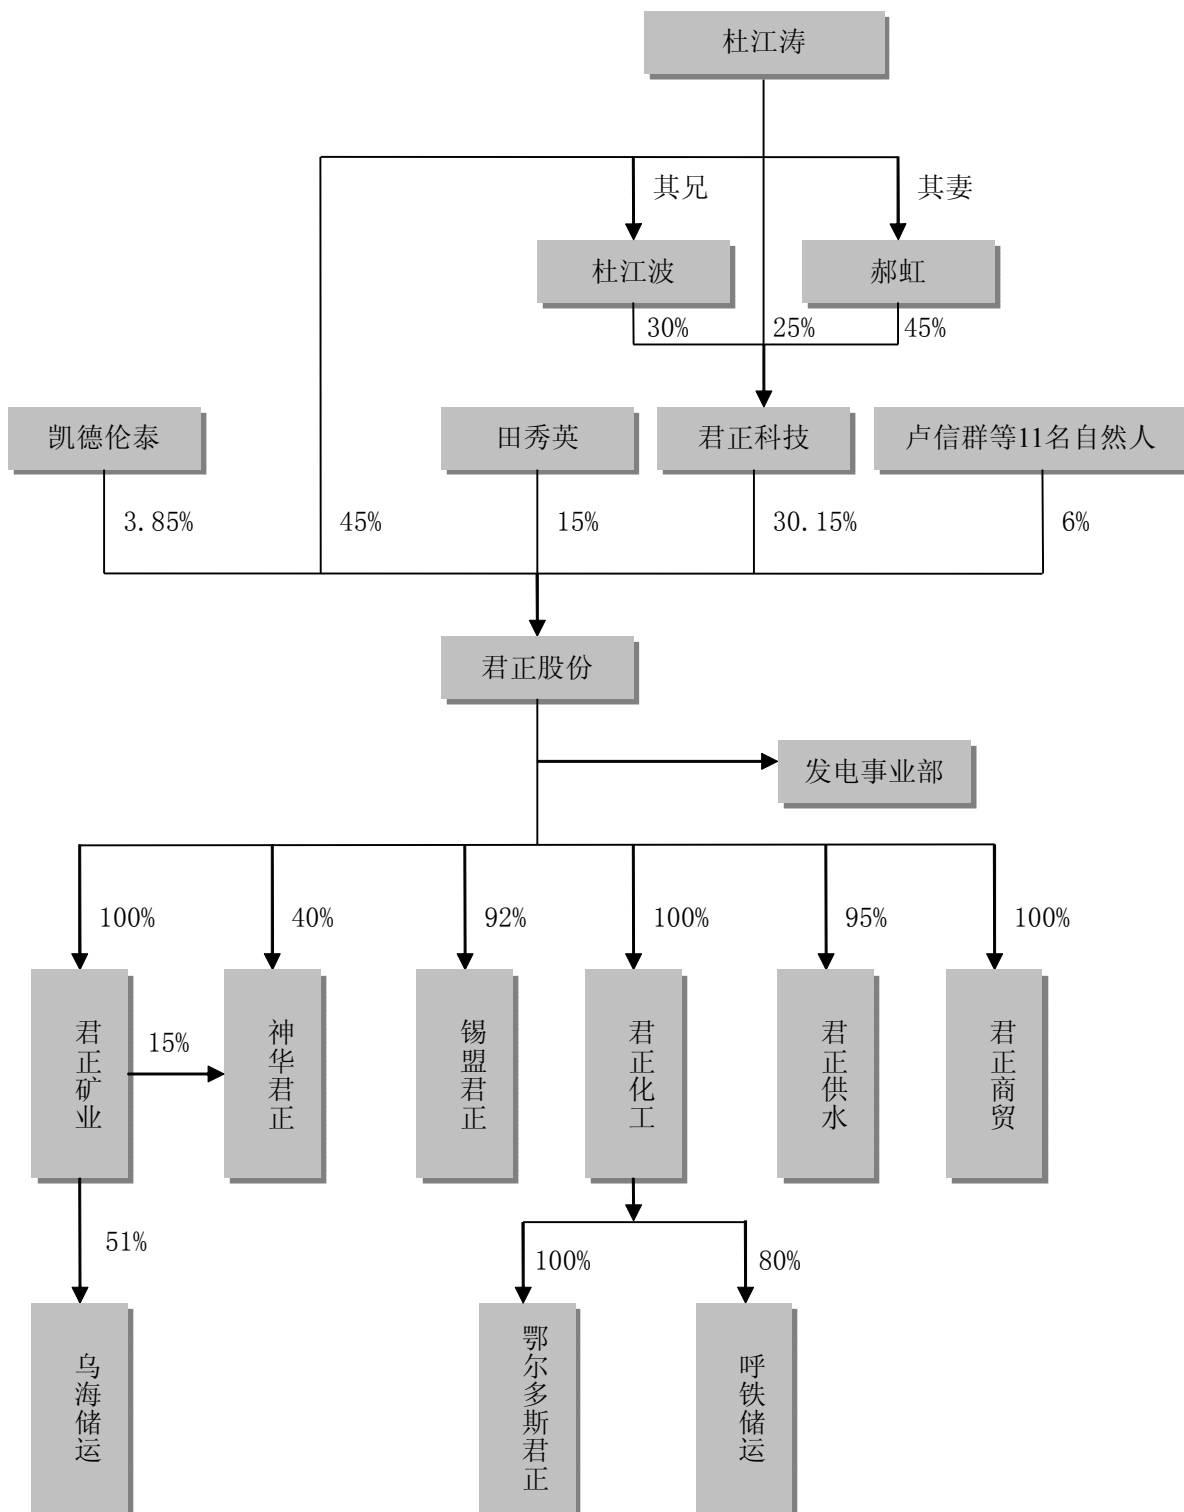 杜江涛
其兄
其妻
杜江波
郝虹
30%
25%
45%
凯德伦泰
田秀英
君正科技
卢信群等11名自然人
3.85%
45%
15%
30.15%
6%
君正股份
发电事业部
100%
40%
92%
100%
95%
100%
君正矿业
15%
神华君正
锡盟君正
君正化工
君正供水
君正商贸
51%
100%
80%
乌海储运
鄂尔多斯君正
呼铁储运